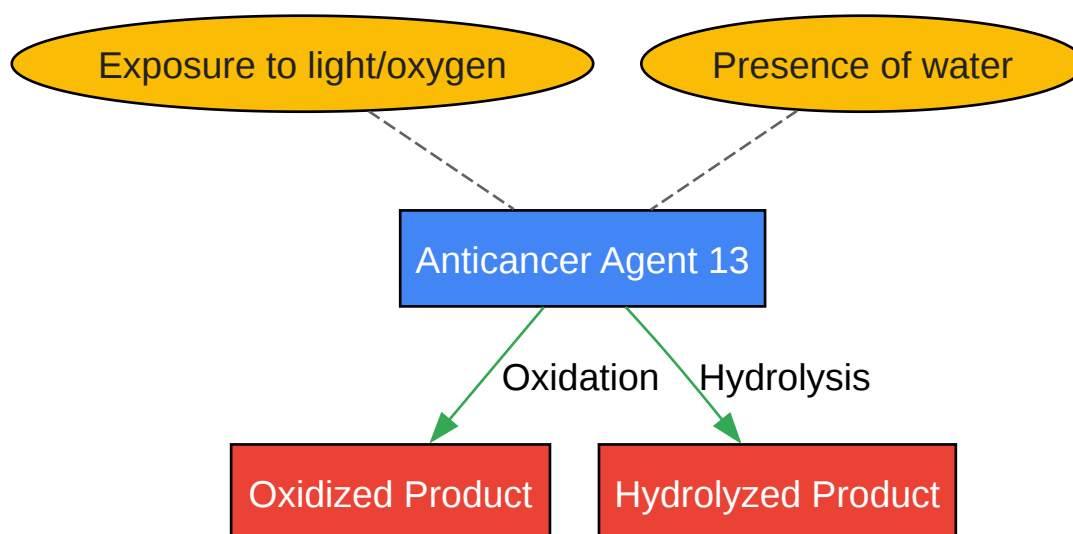 Exposure to light/oxygen
Presence of water
Anticancer Agent 13
Oxidation
Hydrolysis
Oxidized Product
Hydrolyzed Product